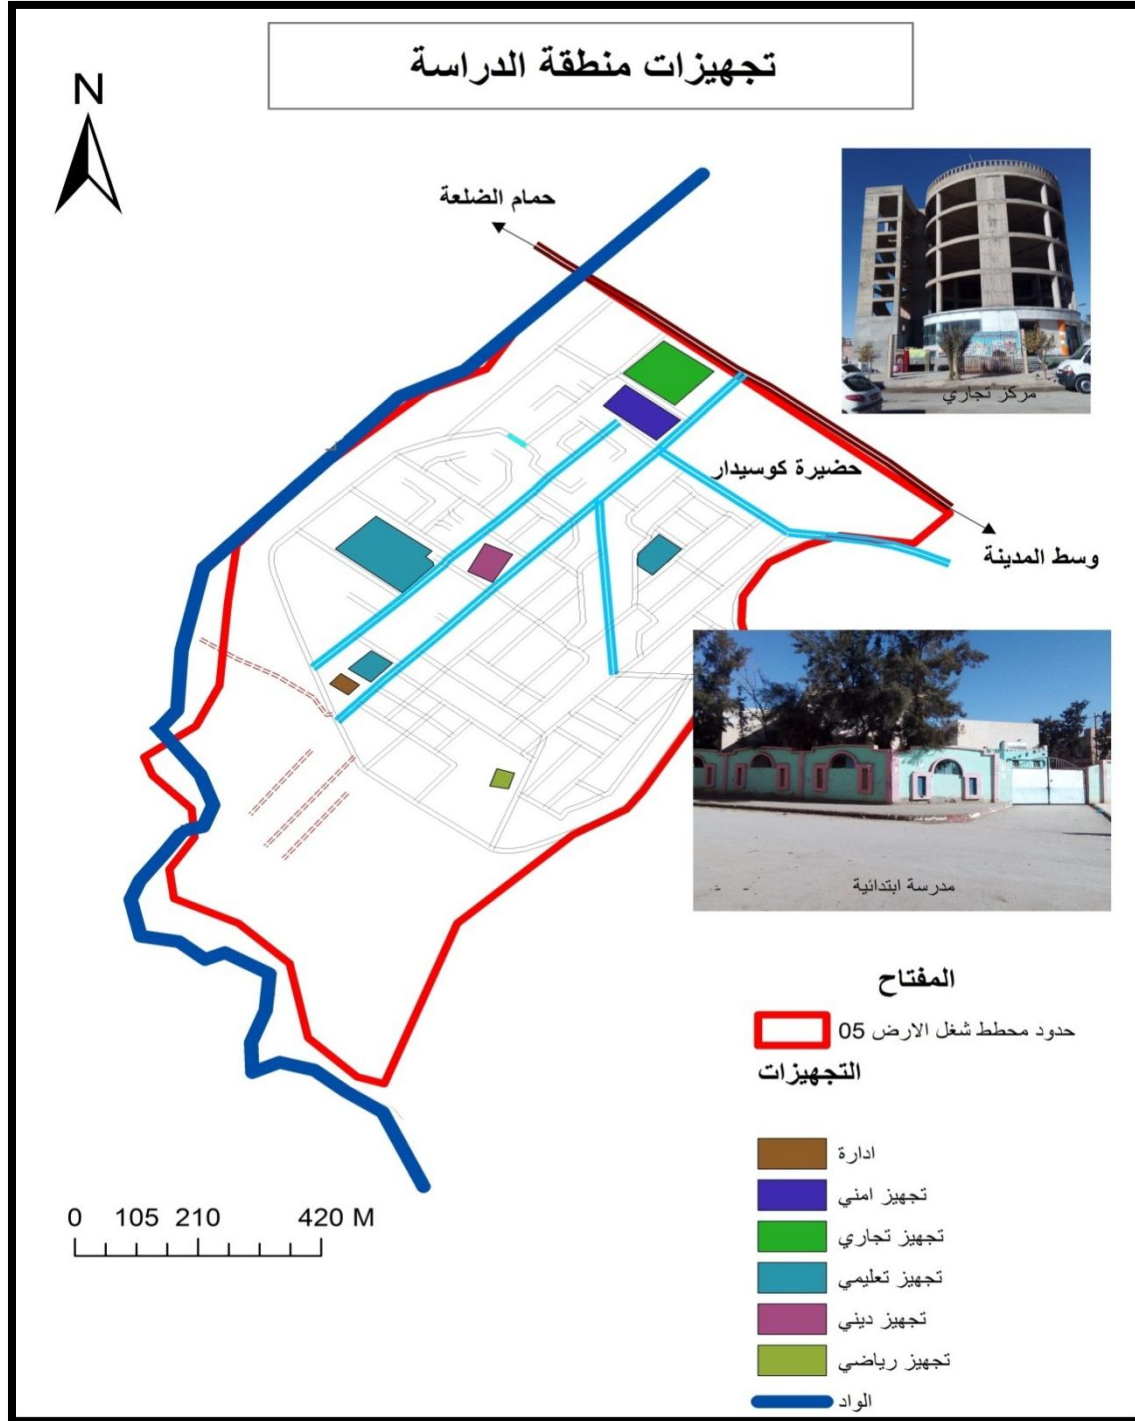 تجهيزات منطقة الدراسة
N
حمام الضلعة
مركز تجاري
حضيرة كوسيدار
وسط المدينة
مدرسة ابتدائية
المفتاح
حدود محطط شغل الارض 05
التجهيزات
ادارة
تجهيز امني
تجهيز تجاري
تجهيز تعليمي
تجهيز ديني
تجهيز رياضي
الواد
0 105 210 420 M